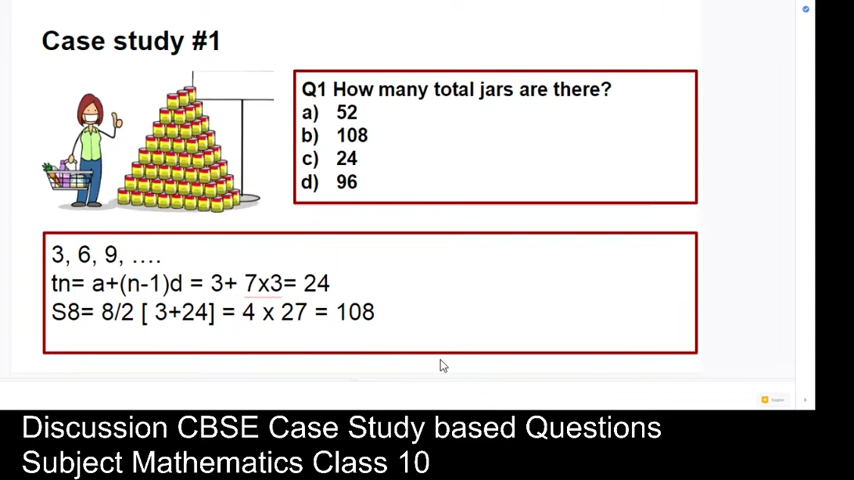 Case study #1
Q1 How many total jars are there?
a) 52
b) 108
c) 24
d) 96
3, 6, 9, ....
tn= a+(n-1)d = 3+ 7x3= 24
S8= 8/2 [ 3+24] = 4 x 27 = 108
Discussion CBSE Case Study based Questions
Subject Mathematics Class 10